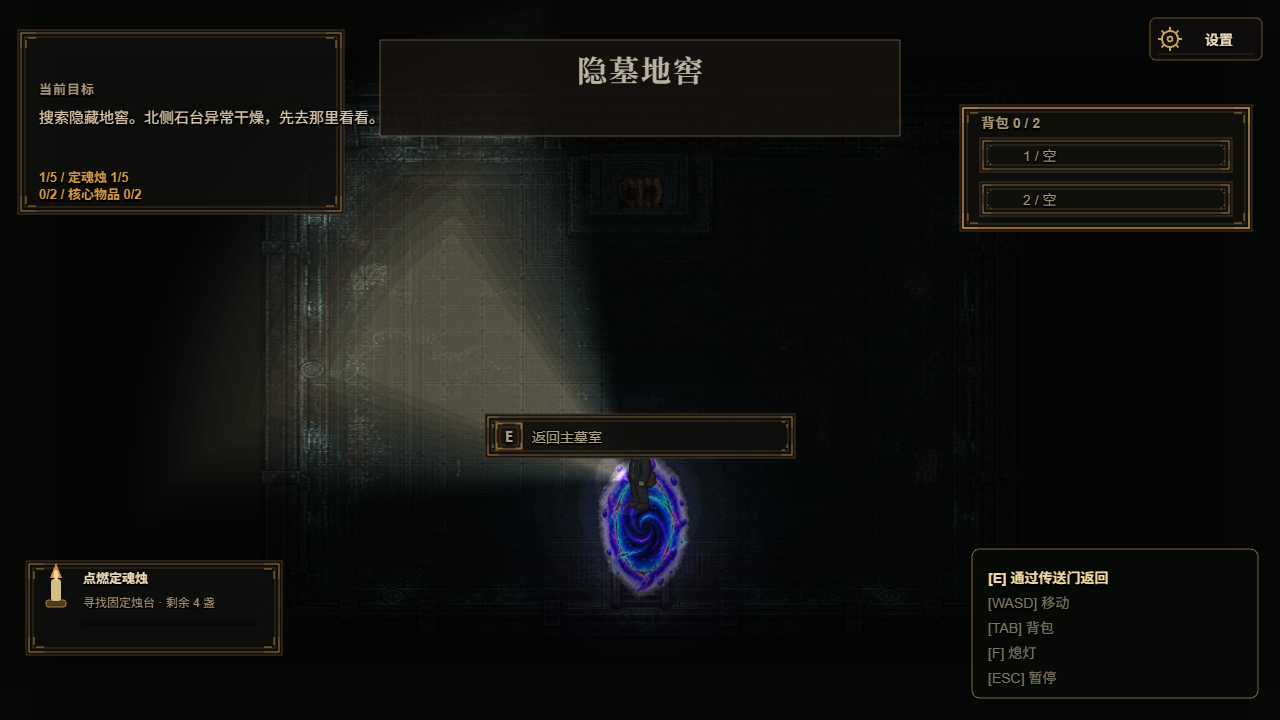 隐墓地窖
设置
当前目标
搜索隐藏地窖。北侧石台异常干燥，先去那里看看。
1/5 / 定魂烛 1/5
0/2 / 核心物品 0/2
背包 0 / 2
1 / 空
2 / 空
E 返回主墓室
点燃定魂烛
寻找固定烛台 · 剩余 4 盏
[E] 通过传送门返回
[WASD] 移动
[TAB] 背包
[F] 熄灯
[ESC] 暂停